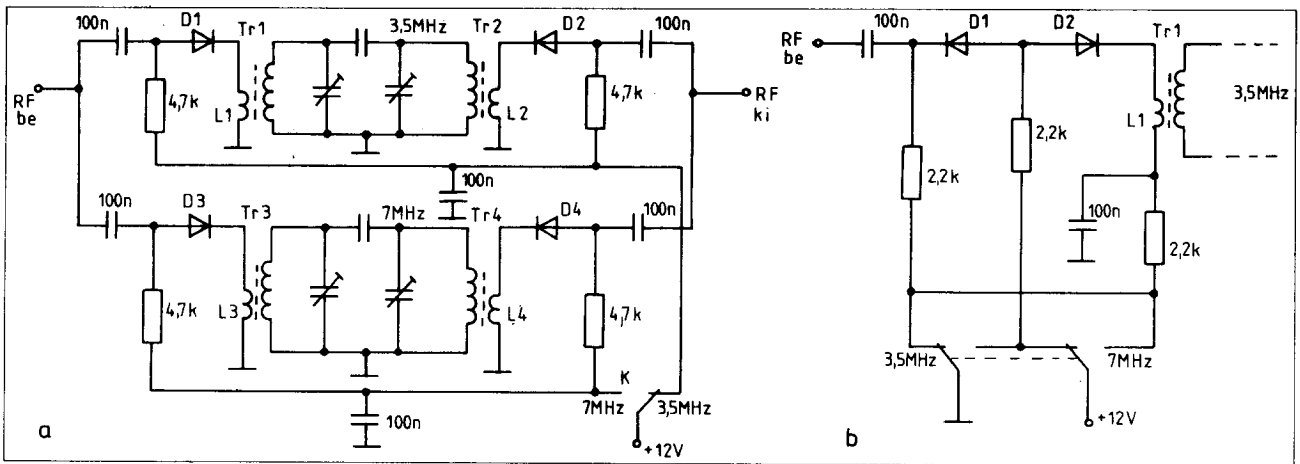 100n
D1
Tr1
3,5MHz
Tr2
D2
100n
RF
be
4,7k
L1
L2
4,7k
RF
ki
100n
100n
D3
Tr3
7MHz
Tr4
D4
100n
4,7k
L3
L4
4,7k
K
7MHz
3,5MHz
100n
+12V
a
100n
D1
D2
Tr1
RF
be
3,5MHz
L1
2,2k
2,2k
100n
2,2k
3,5MHz
7MHz
+12V
b